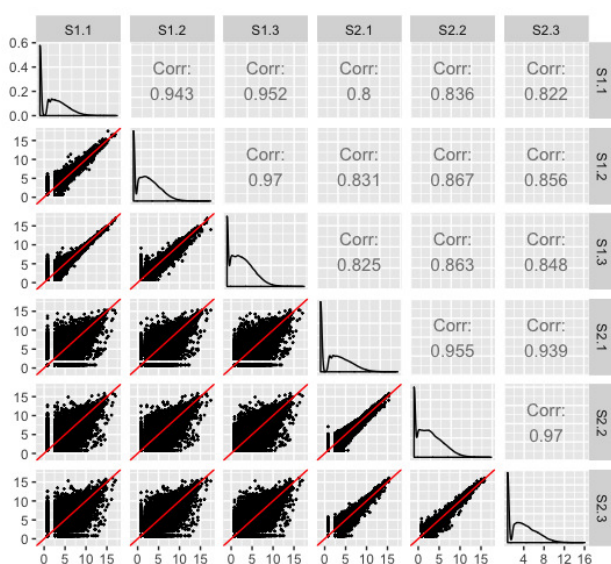 S1.1 S1.2 S1.3 S2.1 S2.2 S2.3
0.6
0.4
0.2
0.0
Corr: 0.943
Corr: 0.952
Corr: 0.8
Corr: 0.836
Corr: 0.822
S1.1
15
10
5
0
Corr: 0.97
Corr: 0.831
Corr: 0.867
Corr: 0.856
S1.2
15
10
5
0
Corr: 0.825
Corr: 0.863
Corr: 0.848
S1.3
15
10
5
0
Corr: 0.955
Corr: 0.939
S2.1
15
10
5
0
Corr: 0.97
S2.2
15
10
5
0
S2.3
0 5 10 15 0 5 10 15 0 5 10 15 0 5 10 15 0 5 10 15 4 8 12 16